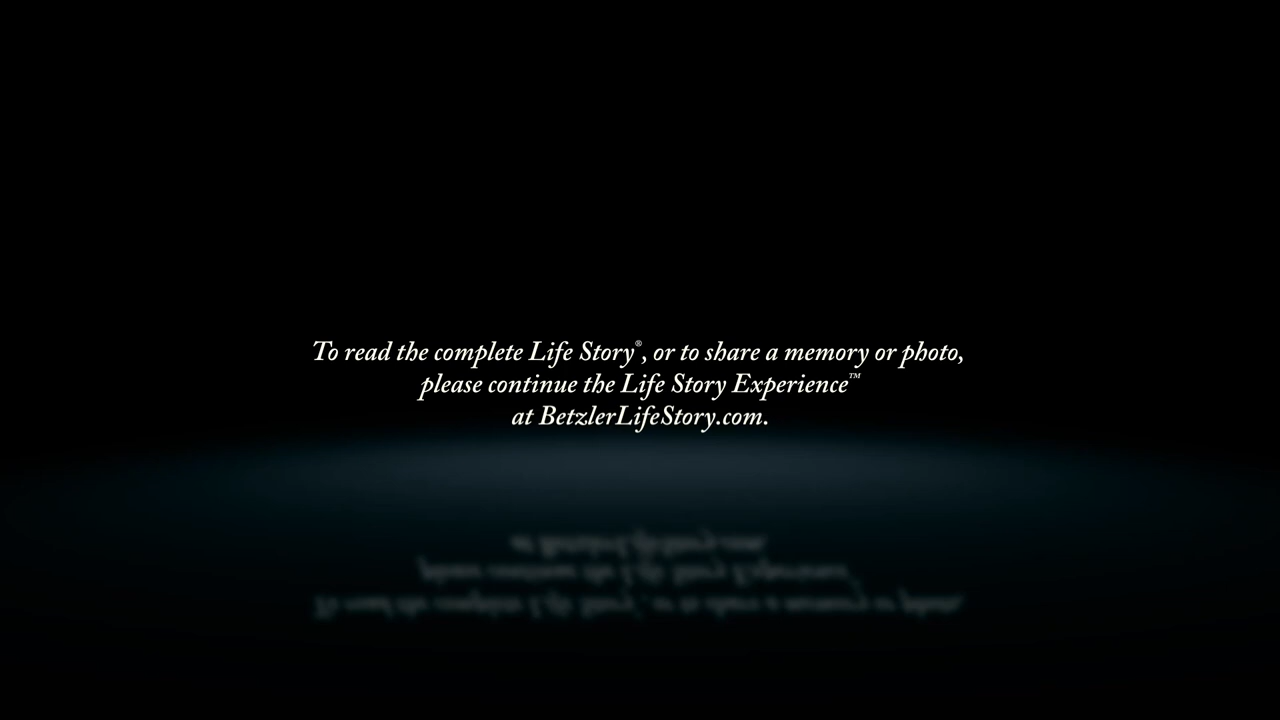 To read the complete Life Story®, or to share a memory or photo,
please continue the Life Story Experience™
at BetzlerLifeStory.com.